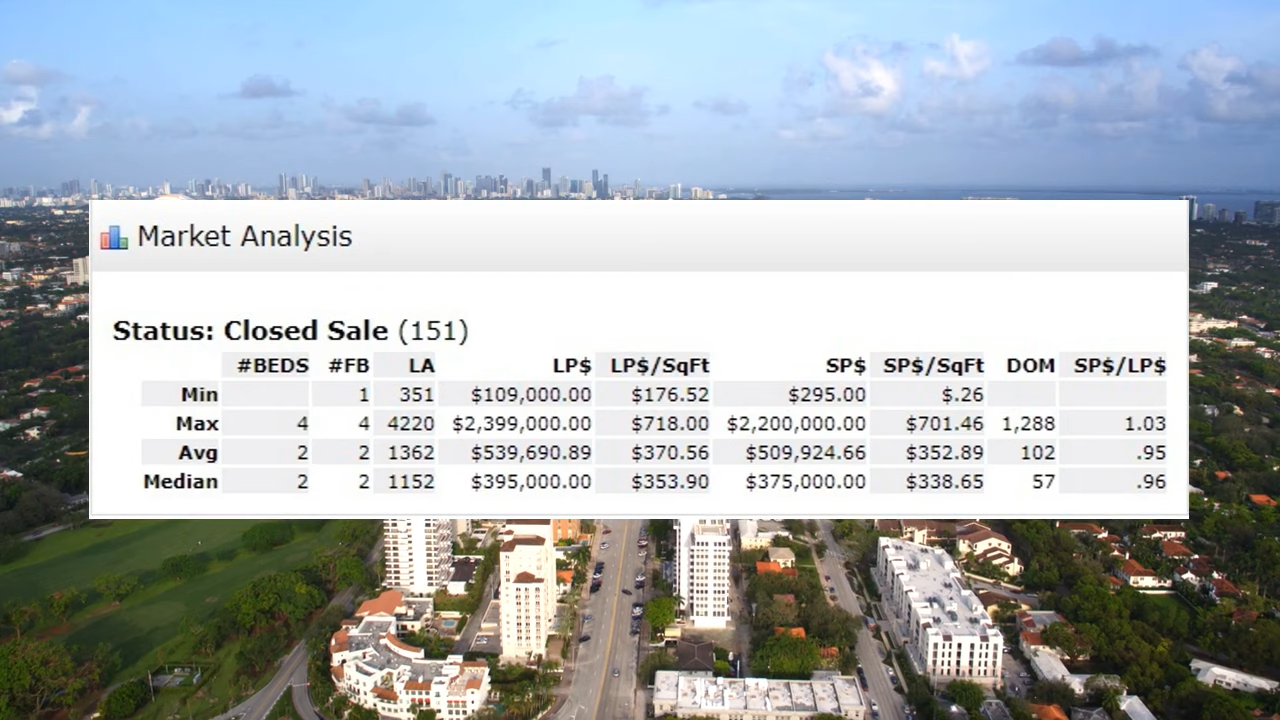 Market Analysis
Status: Closed Sale (151)
#BEDS #FB LA LP$ LP$/SqFt SP$ SP$/SqFt DOM SP$/LP$
Min 1 351 $109,000.00 $176.52 $295.00 $.26
Max 4 4 4220 $2,399,000.00 $718.00 $2,200,000.00 $701.46 1,288 1.03
Avg 2 2 1362 $539,690.89 $370.56 $509,924.66 $352.89 102 .95
Median 2 2 1152 $395,000.00 $353.90 $375,000.00 $338.65 57 .96